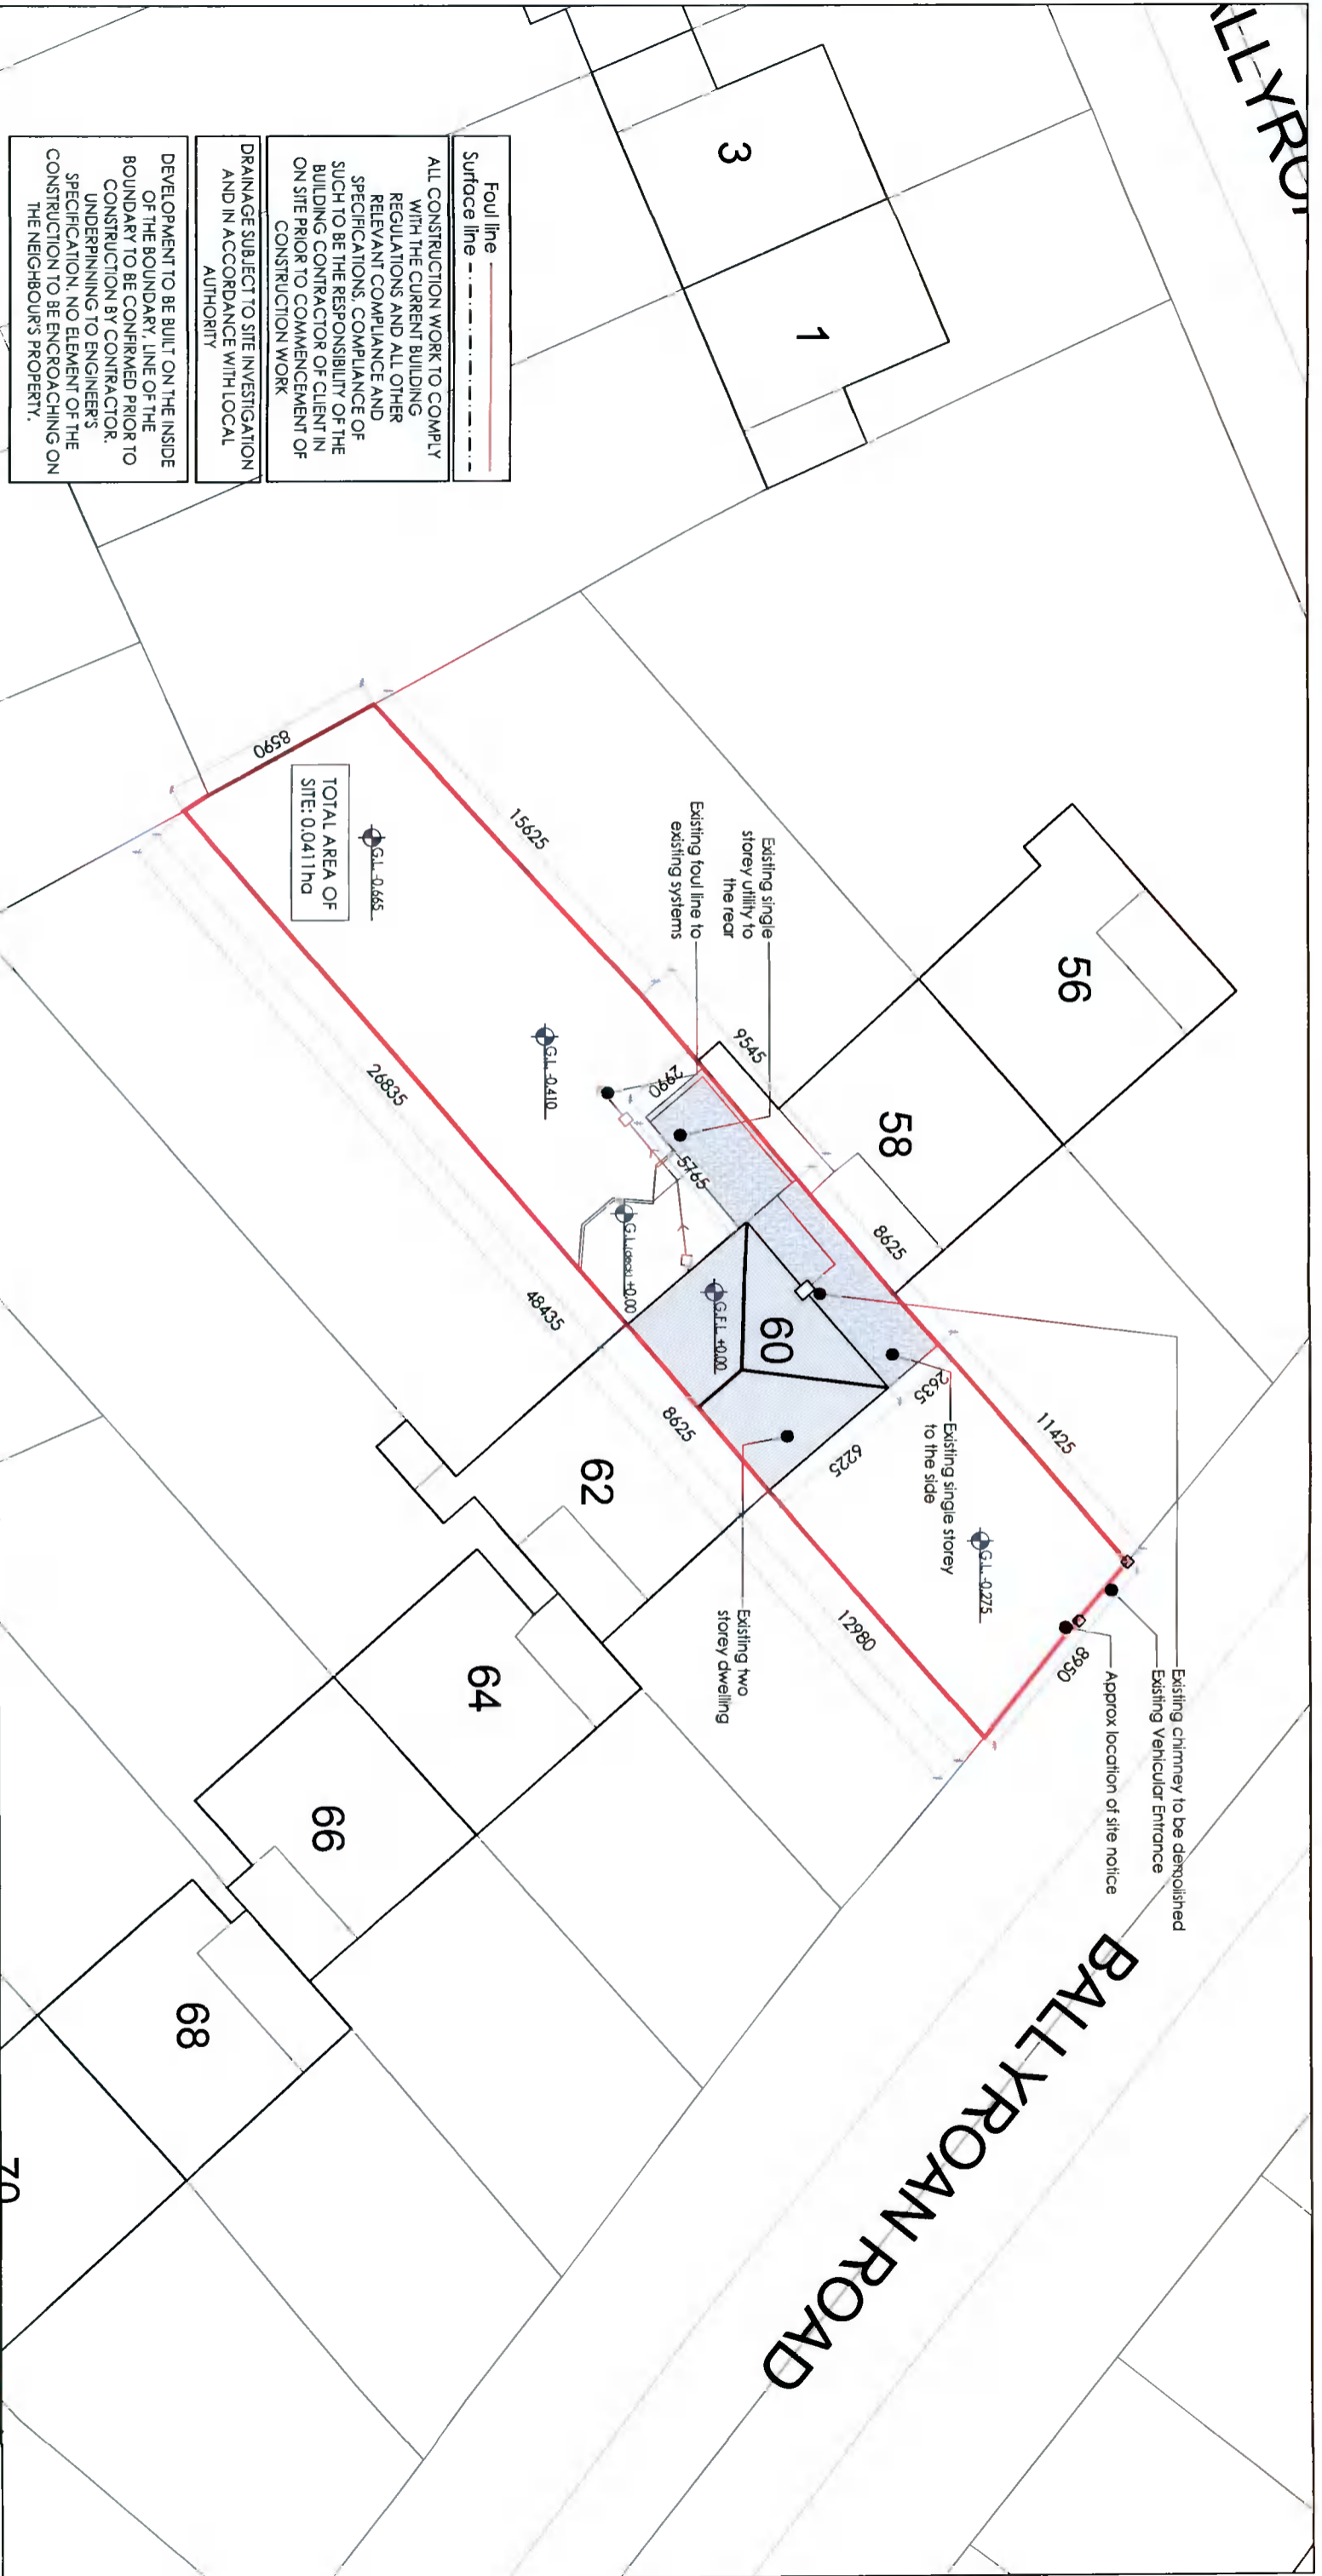 ALLYRO
3
1
56
58
60
62
64
66
68
70
BALLYROAN ROAD
Existing chimney to be demolished
Existing Vehicular Entrance
Approx location of site notice
8950
G.L. -0.275
11425
Existing single storey
to the side
2635
6225
12980
Existing two
storey dwelling
8625
8625
G.F.L. +0.00
G.L.(deck) +0.00
48435
9545
2990
5765
Existing single
storey utility to
the rear
Existing foul line to
existing systems
15625
G.L. -0.410
26835
G.L. -0.665
TOTAL AREA OF
SITE: 0.0411ha
8590
Foul line
Surface line
ALL CONSTRUCTION WORK TO COMPLY
WITH THE CURRENT BUILDING
REGULATIONS AND ALL OTHER
RELEVANT COMPLIANCE AND
SPECIFICATIONS, COMPLIANCE OF
SUCH TO BE THE RESPONSIBILITY OF THE
BUILDING CONTRACTOR OF CLIENT IN
ON SITE PRIOR TO COMMENCEMENT OF
CONSTRUCTION WORK
DRAINAGE SUBJECT TO SITE INVESTIGATION
AND IN ACCORDANCE WITH LOCAL
AUTHORITY
DEVELOPMENT TO BE BUILT ON THE INSIDE
OF THE BOUNDARY, LINE OF THE
BOUNDARY TO BE CONFIRMED PRIOR TO
CONSTRUCTION BY CONTRACTOR.
UNDERPINNING TO ENGINEER'S
SPECIFICATION. NO ELEMENT OF THE
CONSTRUCTION TO BE ENCROACHING ON
THE NEIGHBOUR'S PROPERTY.